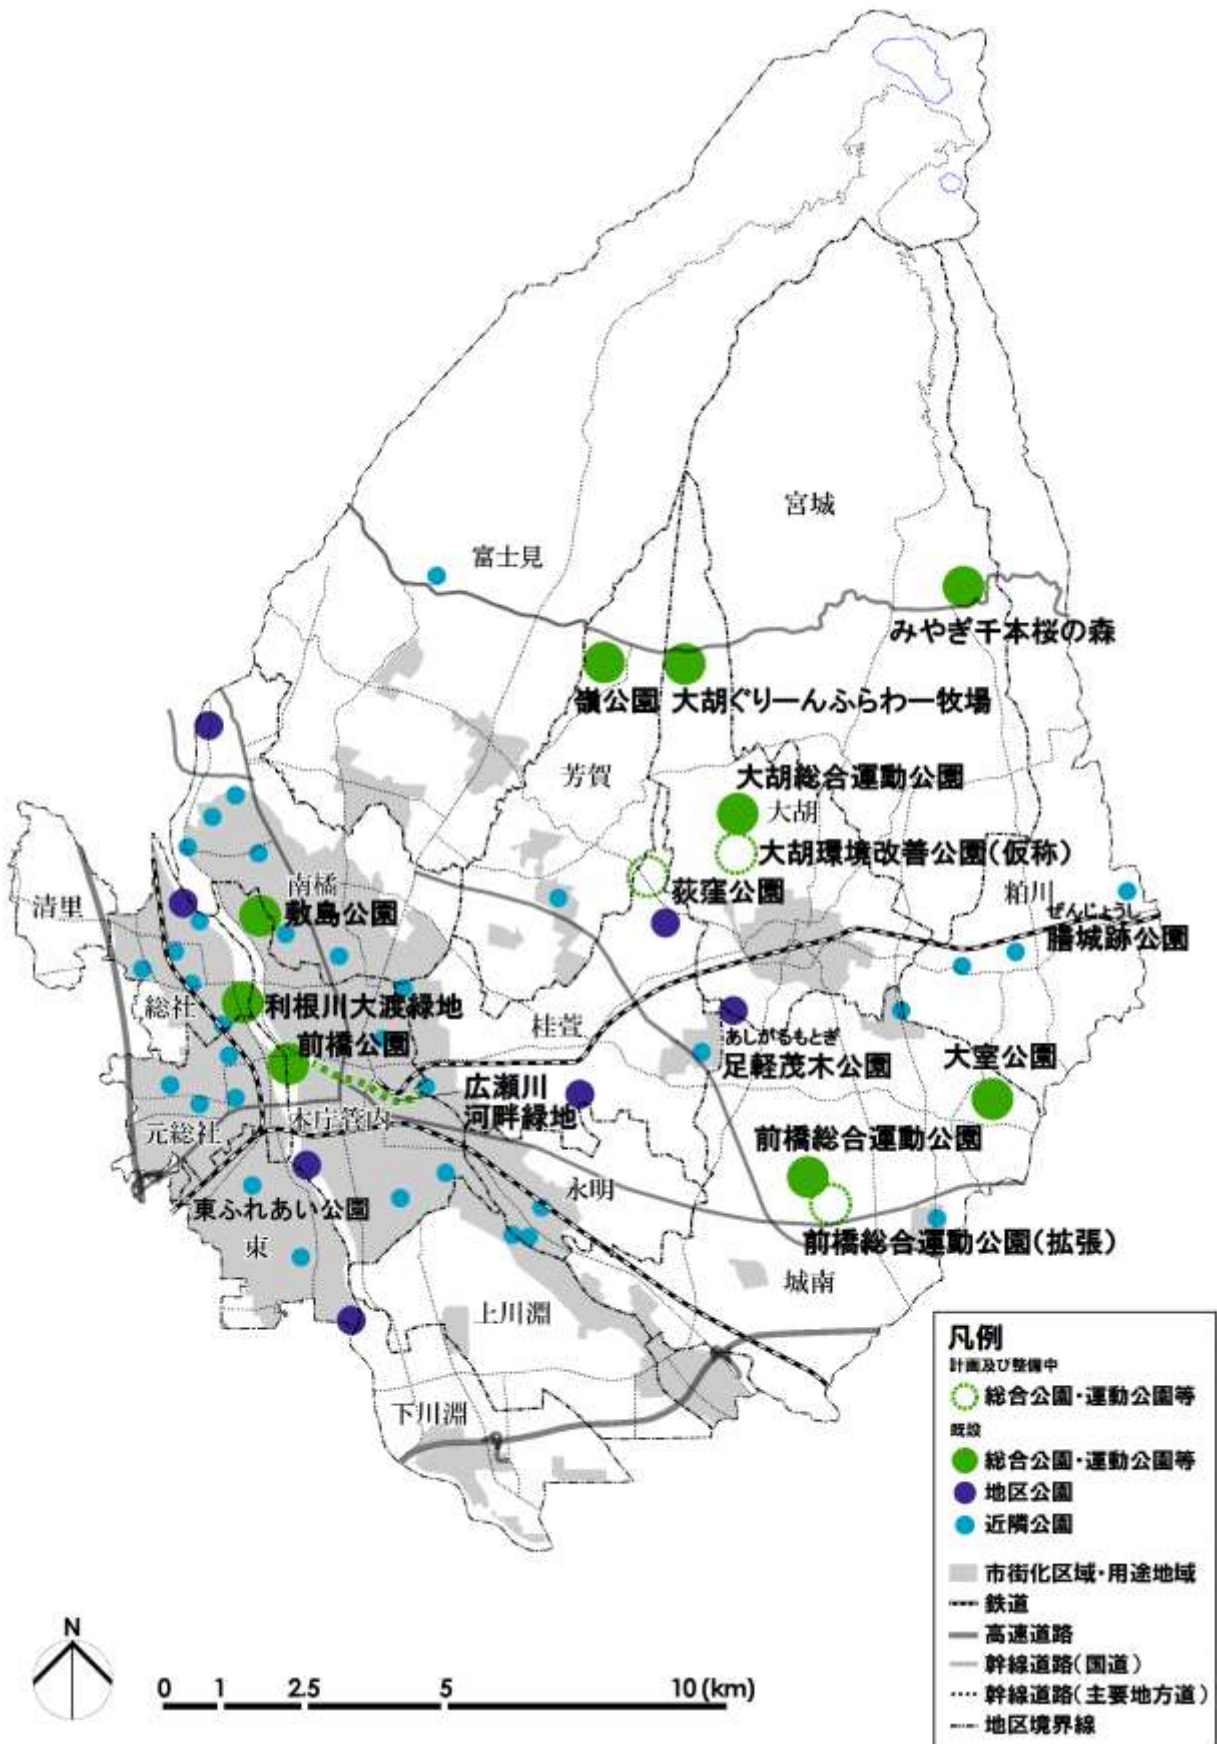 宮城
富士見
みやぎ千本桜の森
嶺公園
大胡ぐりーんふらわー牧場
芳賀
大胡総合運動公園
大胡
大胡環境改善公園(仮称)
荻窪公園
粕川
ぜんじょうし
膳城跡公園
清里
南橘
敷島公園
総社
利根川大渡緑地
前橋公園
桂萱
あしがるもとぎ
足軽茂木公園
大室公園
広瀬川
河畔緑地
元総社
本庁管内
前橋総合運動公園
永明
東ふれあい公園
東
前橋総合運動公園(拡張)
城南
上川淵
下川淵
凡例
計画及び整備中
総合公園・運動公園等
既設
総合公園・運動公園等
地区公園
近隣公園
市街化区域・用途地域
鉄道
高速道路
幹線道路(国道)
幹線道路(主要地方道)
地区境界線
N
0 1 2.5 5 10(km)